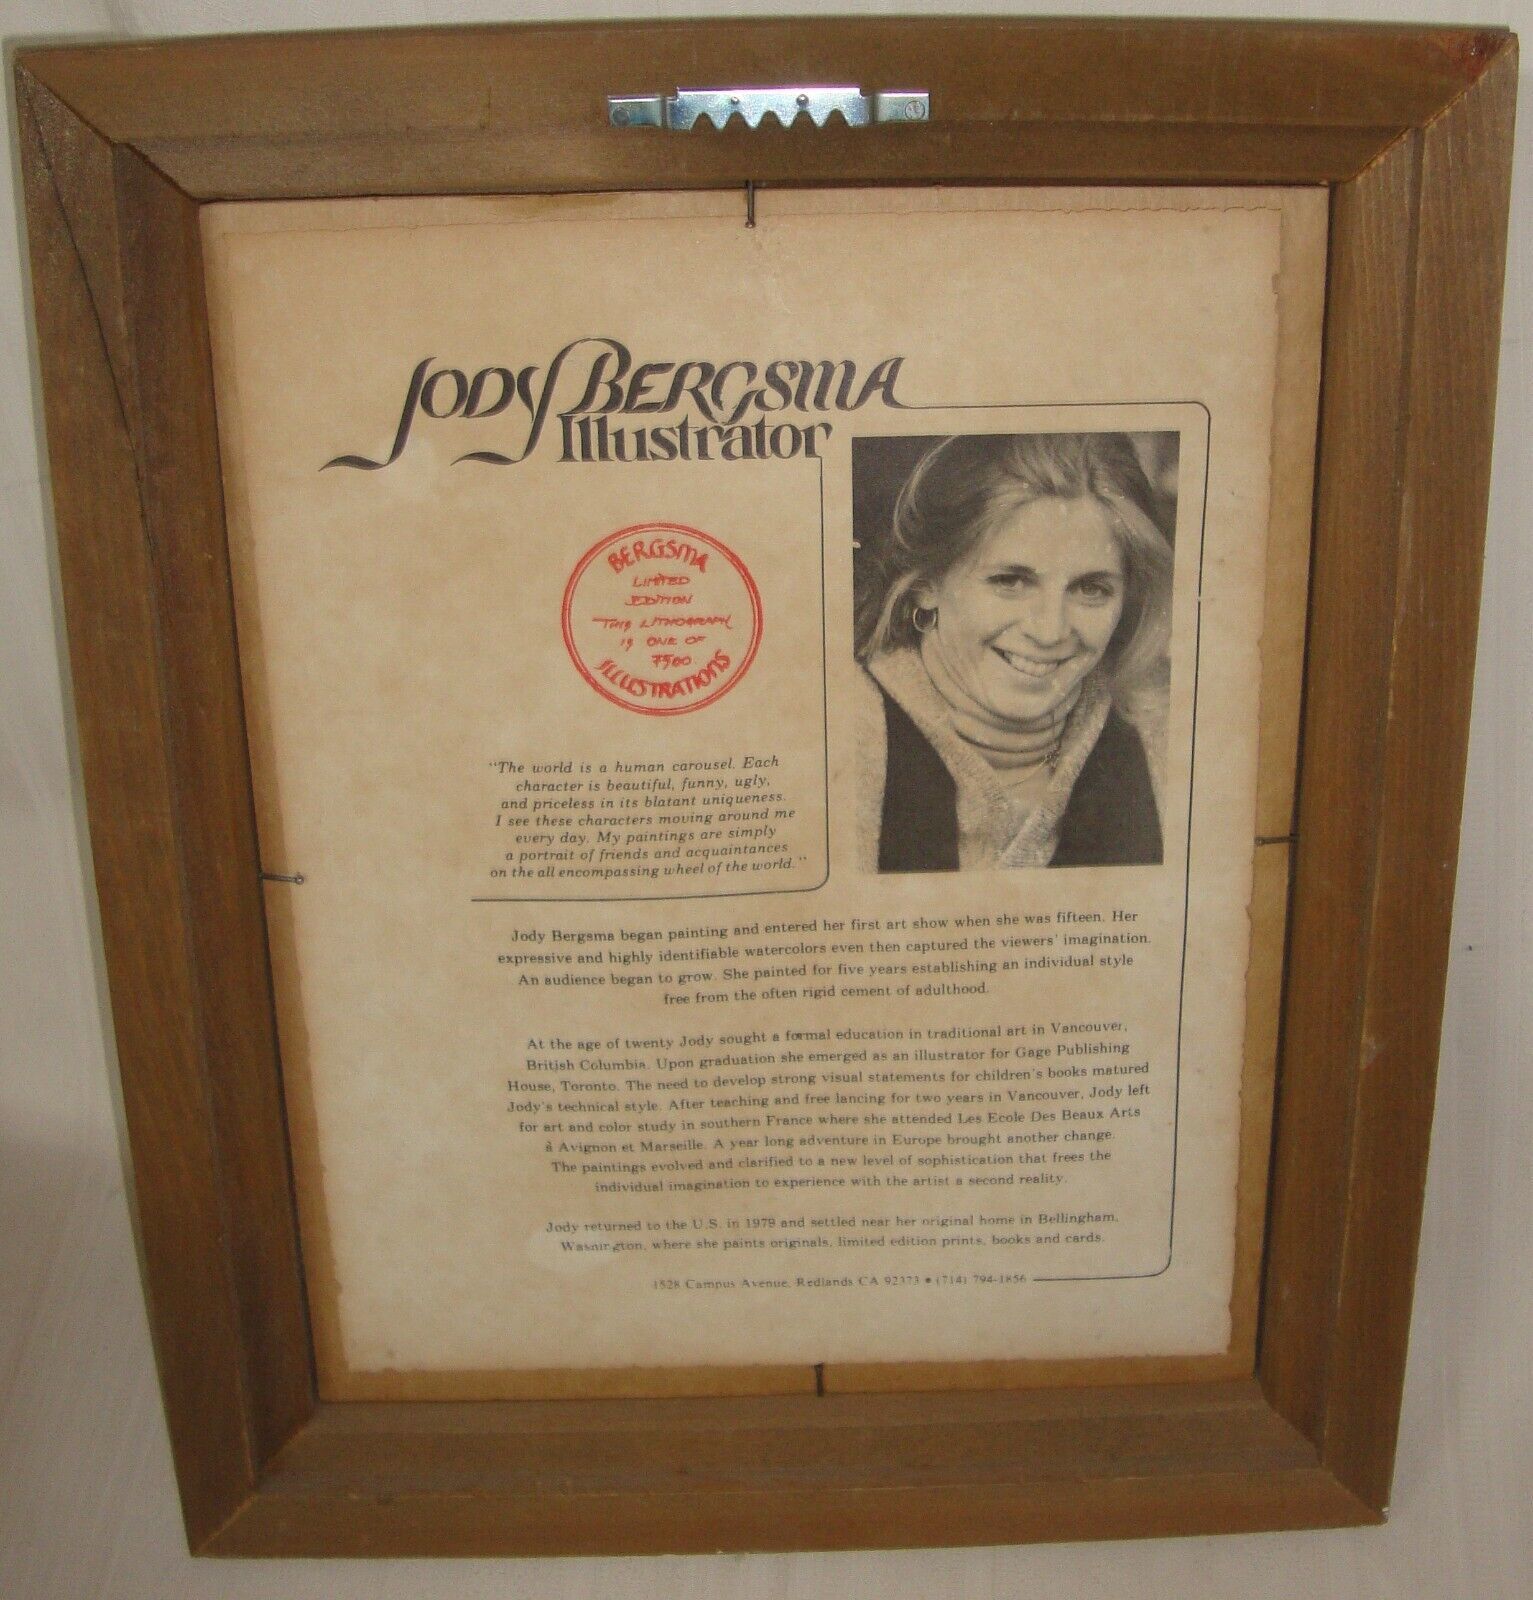 JODY BERGSMA
Illustrator
BERGSMA
LIMITED
EDITION
THIS LITHOGRAPH
IS ONE OF
7500
ILLUSTRATIONS
"The world is a human carousel. Each
character is beautiful, funny, ugly,
and priceless in its blatant uniqueness.
I see these characters moving around me
every day. My paintings are simply
a portrait of friends and acquaintances
on the all encompassing wheel of the world."
Jody Bergsma began painting and entered her first art show when she was fifteen. Her
expressive and highly identifiable watercolors even then captured the viewers' imagination.
An audience began to grow. She painted for five years establishing an individual style
free from the often rigid cement of adulthood.
At the age of twenty Jody sought a formal education in traditional art in Vancouver,
British Columbia. Upon graduation she emerged as an illustrator for Gage Publishing
House, Toronto. The need to develop strong visual statements for children's books matured
Jody's technical style. After teaching and free lancing for two years in Vancouver, Jody left
for art and color study in southern France where she attended Les Ecole Des Beaux Arts
à Avignon et Marseille. A year long adventure in Europe brought another change.
The paintings evolved and clarified to a new level of sophistication that frees the
individual imagination to experience with the artist a second reality.
Jody returned to the U.S. in 1979 and settled near her original home in Bellingham,
Washington, where she paints originals, limited edition prints, books and cards.
1528 Campus Avenue, Redlands CA 92373 • (714) 794-1856